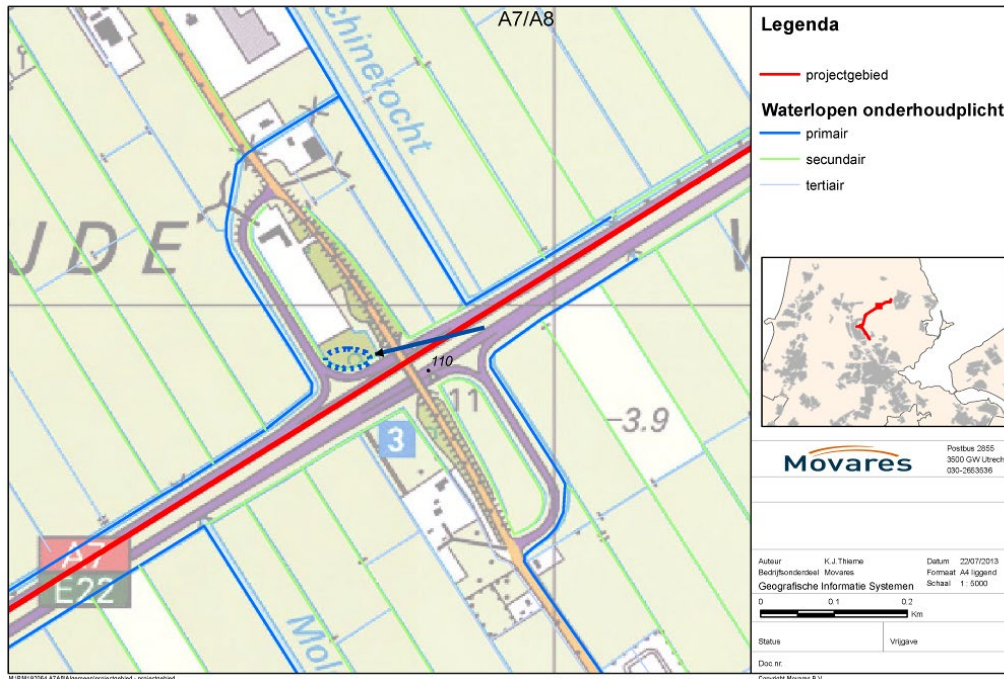 A7/A8
chinetocht
UDE
W
110
11
3
-3.9
A7
E22
Mol
Legenda
projectgebied
Waterlopen onderhoudplicht
primair
secundair
tertiair
Movares
Postbus 2855
3500 GW Utrech
030-2653536
Auteur K.J.Thieme Datum 22/07/2013
Bedrijfsonderdeel Movares Formaat A4 liggend
Geografische Informatie Systemen Schaal 1: 5000
0 0.1 0.2
Km
Status Vrijgave
Doc.nr.
Copyright Movares B.V.